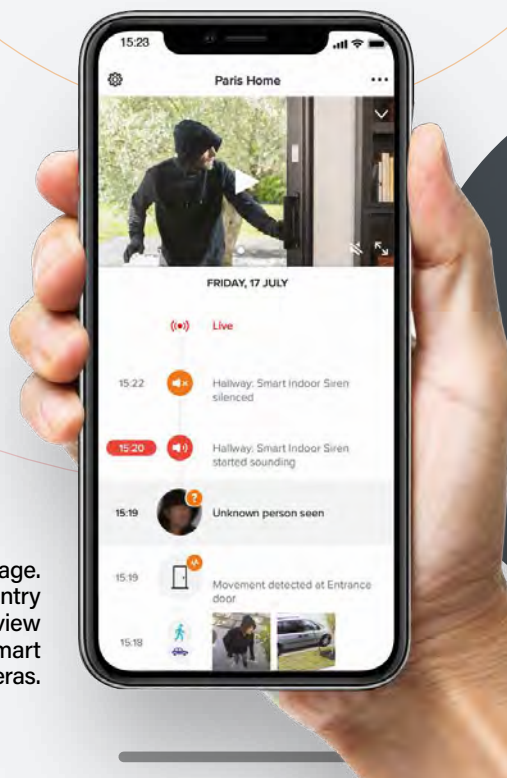 15:23
Paris Home
FRIDAY, 17 JULY
Live
15:22
Hallway: Smart Indoor Siren
silenced
15:20
Hallway: Smart Indoor Siren
started sounding
15:19
?
Unknown person seen
15:19
Movement detected at Entrance
door
15:18
age.
ntry
view
mart
eras.